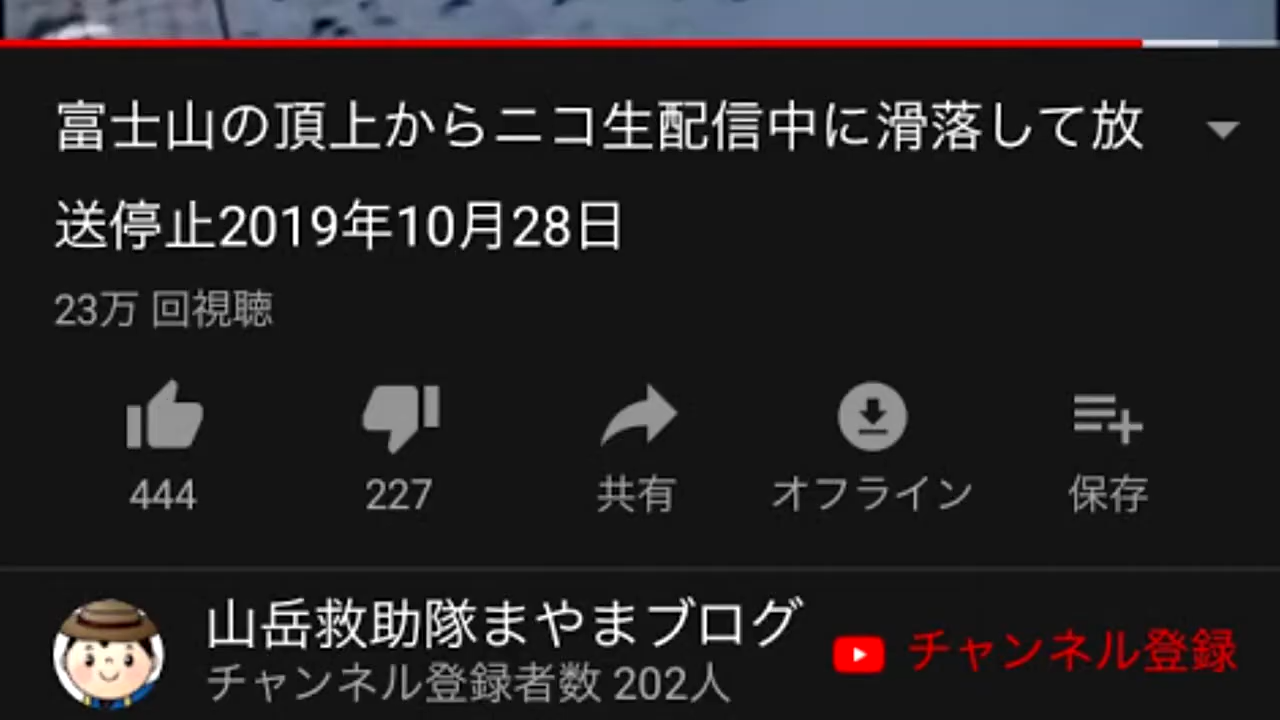 富士山の頂上からニコ生配信中に滑落して放
送停止2019年10月28日
23万 回視聴
444
227
共有
オフライン
保存
山岳救助隊まやまブログ
チャンネル登録者数 202人
チャンネル登録